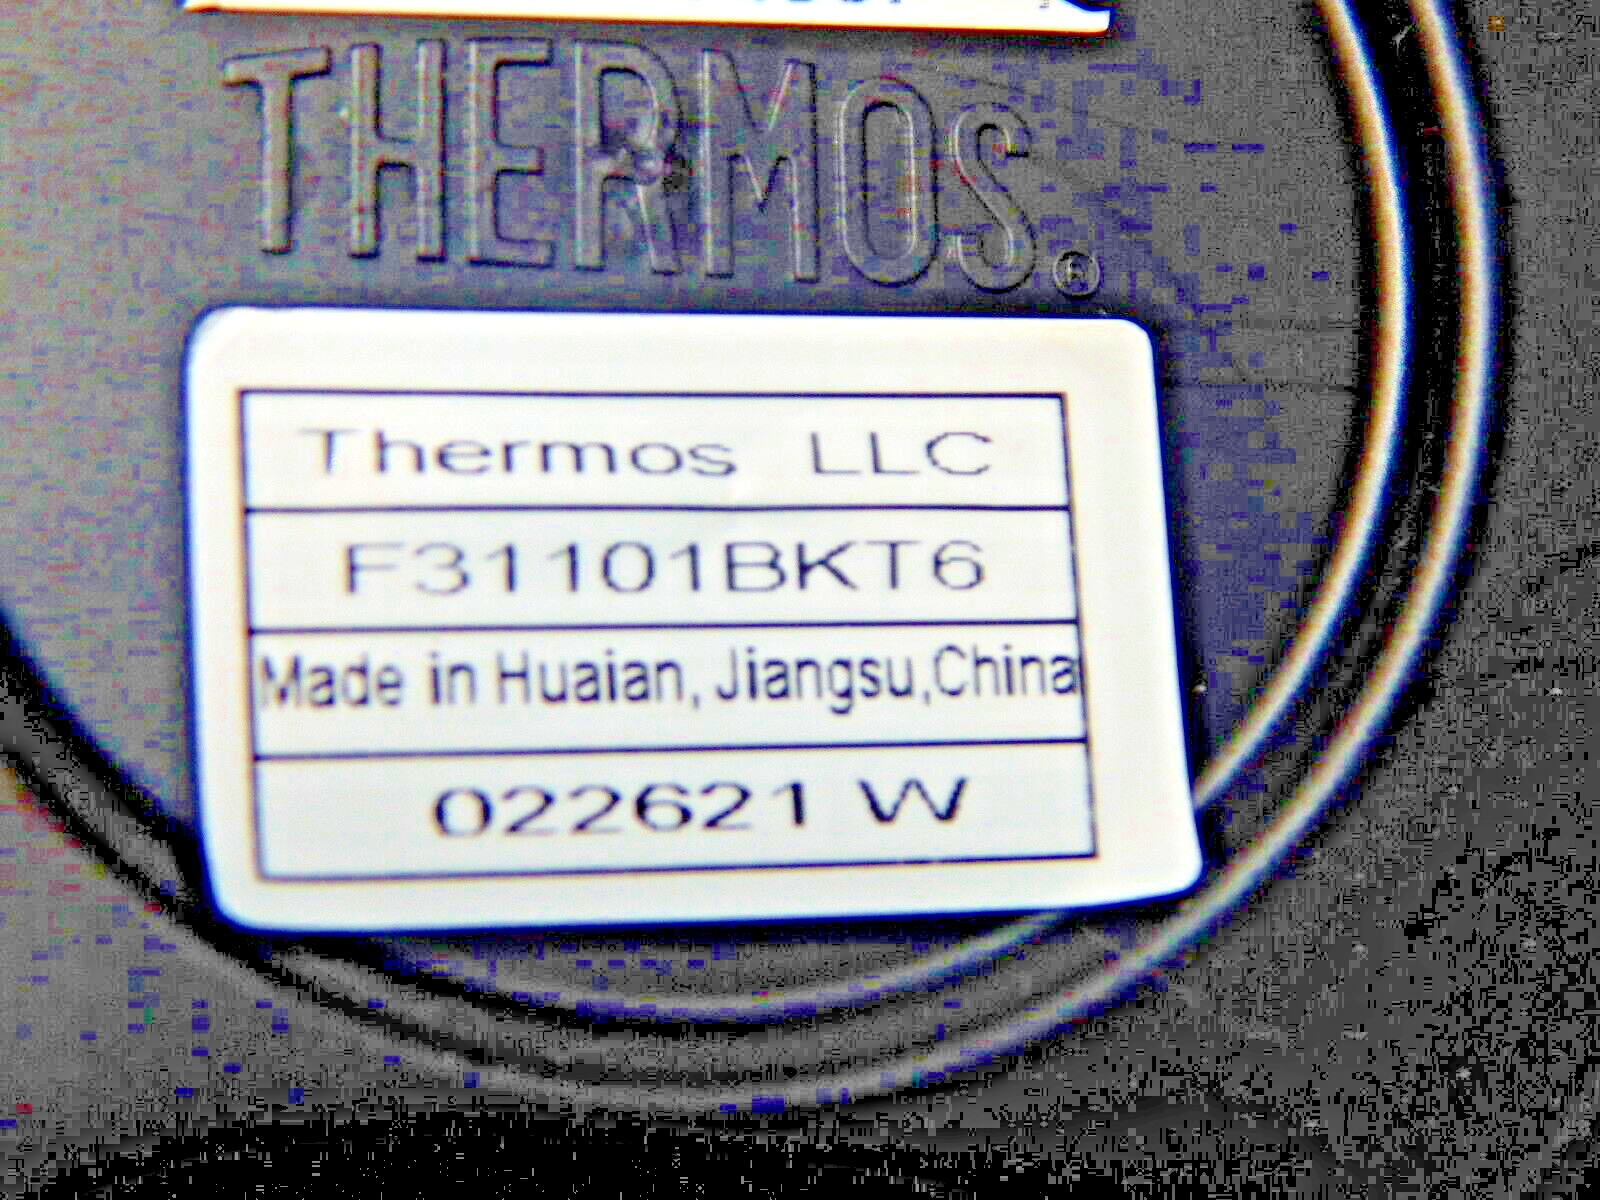 THERMOS®
Thermos LLC
F31101BKT6
Made in Huaian, Jiangsu,China
022621 W